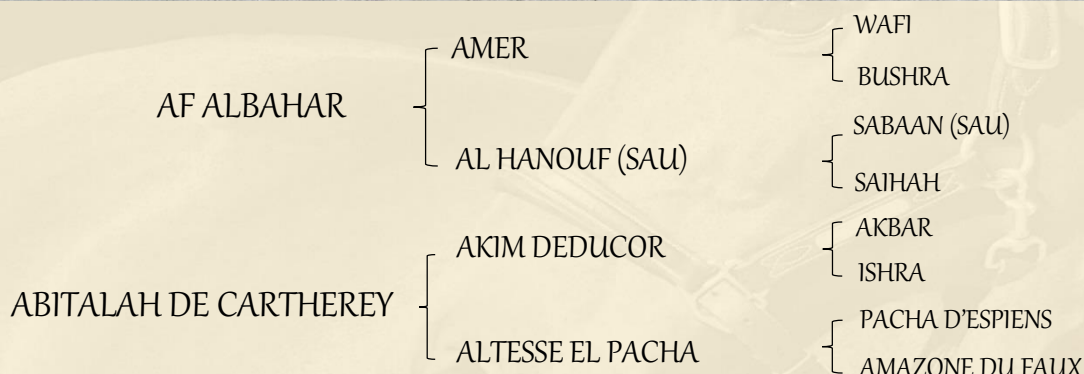 WAFI
AMER
BUSHRA
AF ALBAHAR
SABAAN (SAU)
AL HANOUF (SAU)
SAIHAH
AKBAR
AKIM DEDUCOR
ISHRA
ABITALAH DE CARTHEREY
PACHA D'ESPIENS
ALTESSE EL PACHA
AMAZONE DU FAUX